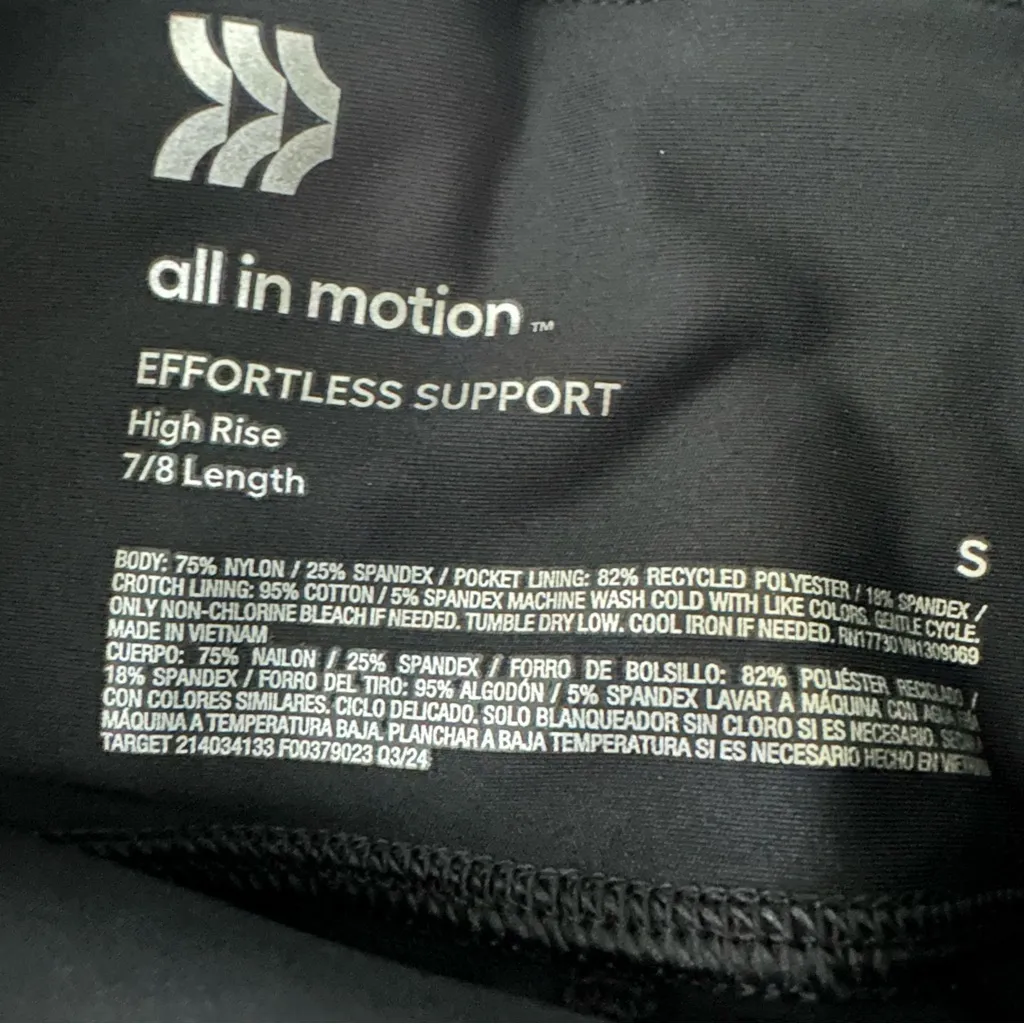 all in motion™
EFFORTLESS SUPPORT
High Rise
7/8 Length
S
BODY: 75% NYLON / 25% SPANDEX / POCKET LINING: 82% RECYCLED POLYESTER / 18% SPANDEX /
CROTCH LINING: 95% COTTON / 5% SPANDEX MACHINE WASH COLD WITH LIKE COLORS. GENTLE CYCLE.
ONLY NON-CHLORINE BLEACH IF NEEDED. TUMBLE DRY LOW. COOL IRON IF NEEDED. RN17730 VN1309069
MADE IN VIETNAM
CUERPO: 75% NAILON / 25% SPANDEX / FORRO DE BOLSILLO: 82% POLIÉSTER RECICLADO /
18% SPANDEX / FORRO DEL TIRO: 95% ALGODÓN / 5% SPANDEX LAVAR A MÁQUINA CON AGUA
CON COLORES SIMILARES. CICLO DELICADO. SOLO BLANQUEADOR SIN CLORO SI ES NECESARIO.
MÁQUINA A TEMPERATURA BAJA. PLANCHAR A BAJA TEMPERATURA SI ES NECESARIO HECHO EN VIETNAM
TARGET 214034133 F00379023 Q3/24